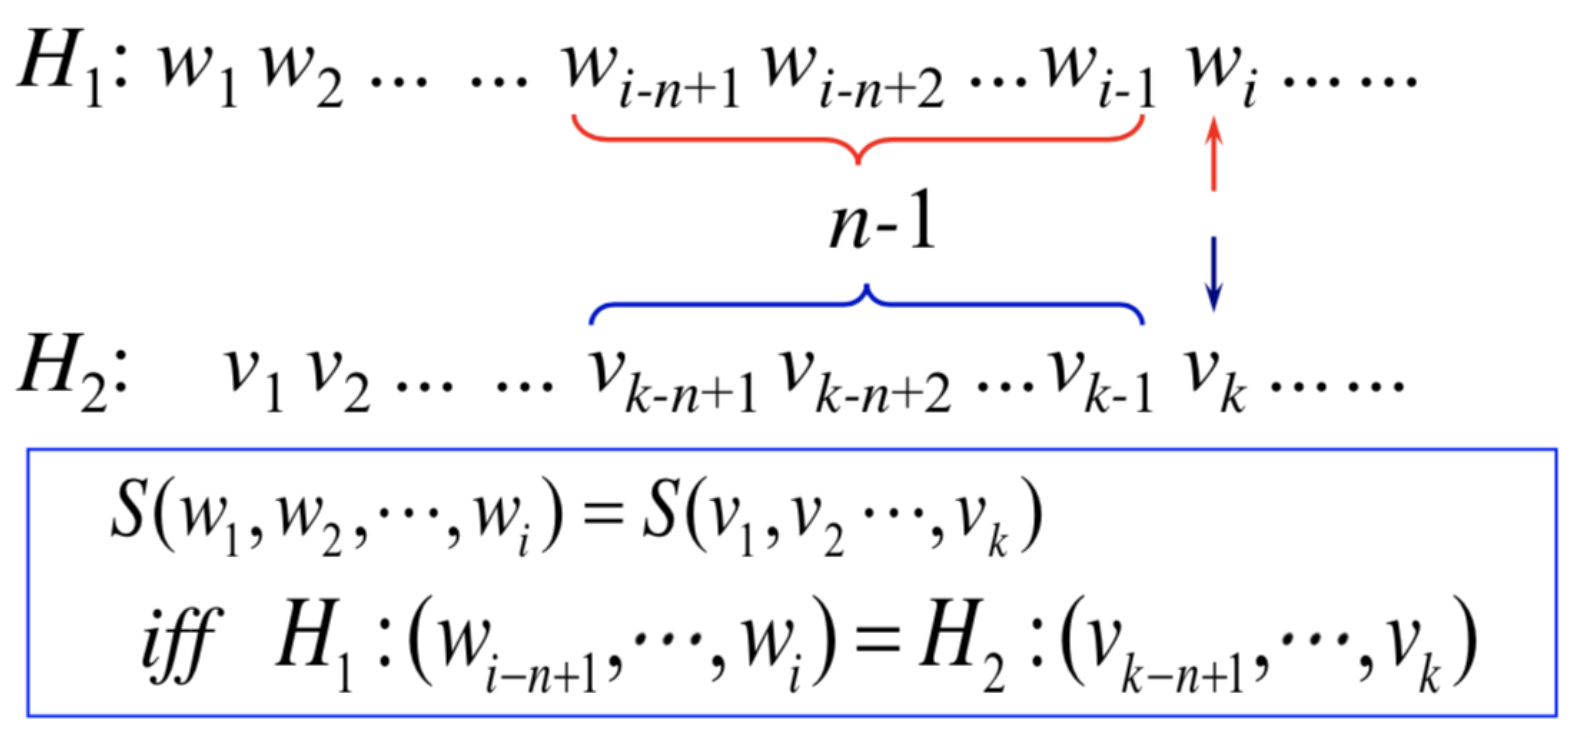 H₁: w₁ w₂ … … wᵢ₋ₙ₊₁ wᵢ₋ₙ₊₂ … wᵢ₋₁ wᵢ … …
n-1
H₂: v₁ v₂ … … vₖ₋ₙ₊₁ vₖ₋ₙ₊₂ … vₖ₋₁ vₖ … …
S(w₁, w₂, ⋯, wᵢ) = S(v₁, v₂ ⋯, vₖ)
iff H₁ : (wᵢ₋ₙ₊₁, ⋯, wᵢ) = H₂ : (vₖ₋ₙ₊₁, ⋯, vₖ)